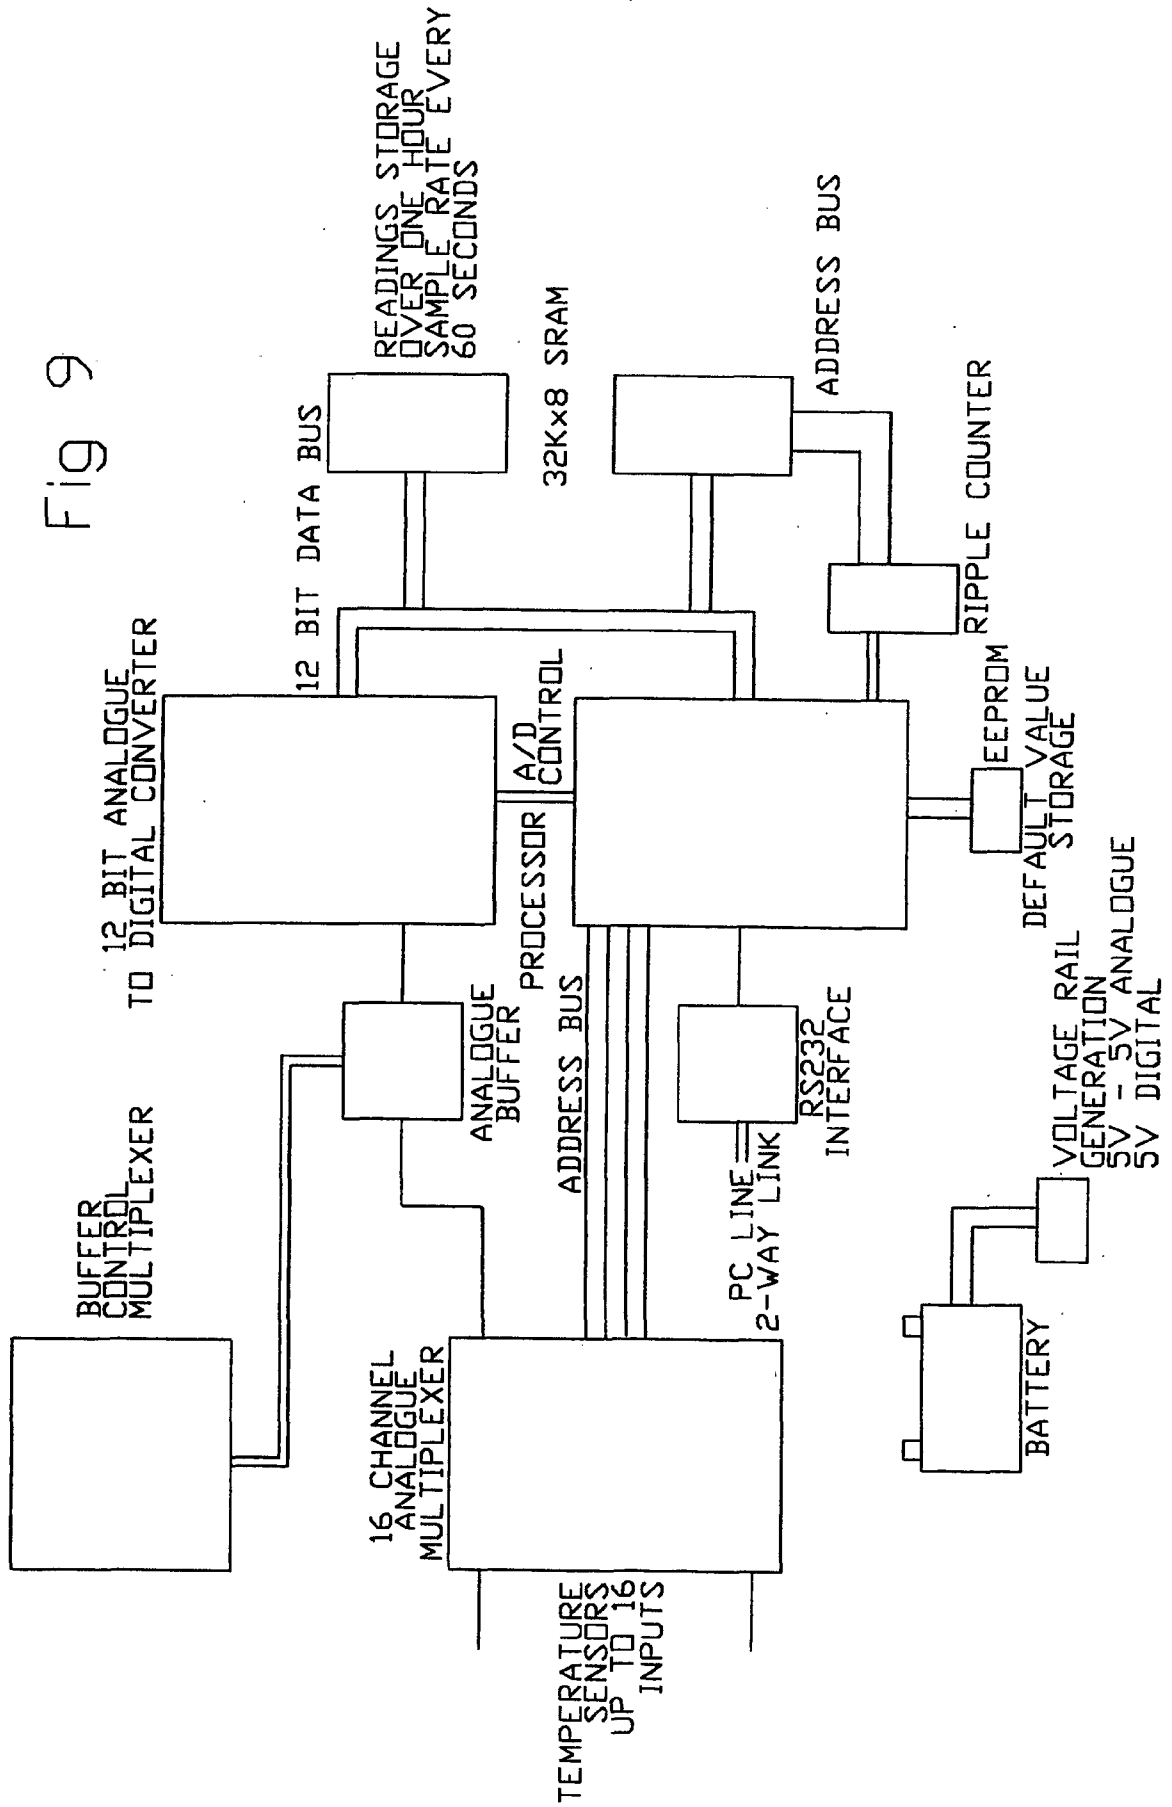 Fig 9
BUFFER
CONTROL
MULTIPLEXER
12 BIT ANALOGUE
TO DIGITAL CONVERTER
12 BIT DATA BUS
READINGS STORAGE
OVER ONE HOUR
SAMPLE RATE EVERY
60 SECONDS
16 CHANNEL
ANALOGUE
MULTIPLEXER
ANALOGUE
BUFFER
PROCESSOR
A/D
CONTROL
32Kx8 SRAM
TEMPERATURE
SENSORS
UP TO 16
INPUTS
ADDRESS BUS
PC LINE
2-WAY LINK
RS232
INTERFACE
ADDRESS BUS
RIPPLE COUNTER
EEPROM
DEFAULT VALUE
STORAGE
BATTERY
VOLTAGE RAIL
GENERATION
5V - 5V ANALOGUE
5V DIGITAL